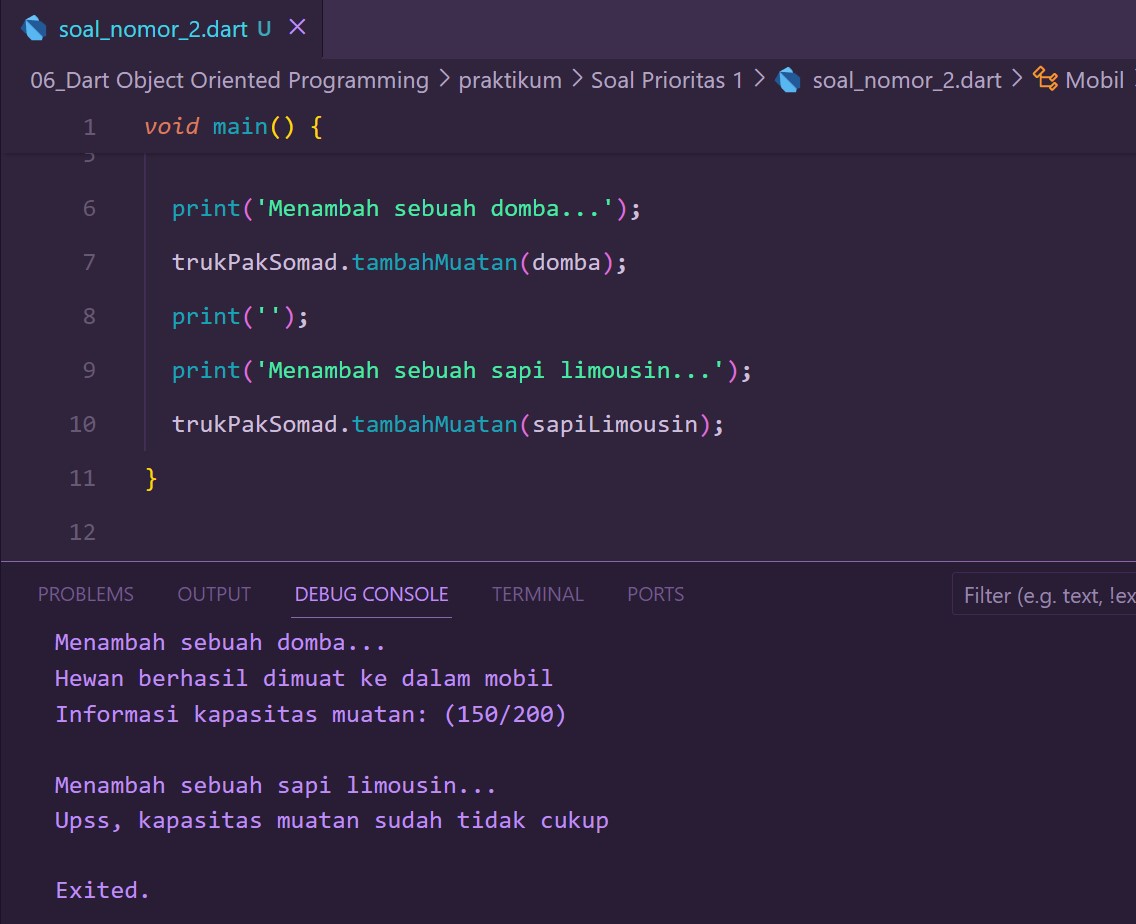 soal_nomor_2.dart U
06_Dart Object Oriented Programming > praktikum > Soal Prioritas 1 > soal_nomor_2.dart > Mobil
1 void main() {
5
6 print('Menambah sebuah domba...');
7 trukPakSomad.tambahMuatan(domba);
8 print('');
9 print('Menambah sebuah sapi limousin...');
10 trukPakSomad.tambahMuatan(sapiLimousin);
11 }
12
PROBLEMS OUTPUT DEBUG CONSOLE TERMINAL PORTS Filter (e.g. text, !ex
Menambah sebuah domba...
Hewan berhasil dimuat ke dalam mobil
Informasi kapasitas muatan: (150/200)
Menambah sebuah sapi limousin...
Upss, kapasitas muatan sudah tidak cukup
Exited.